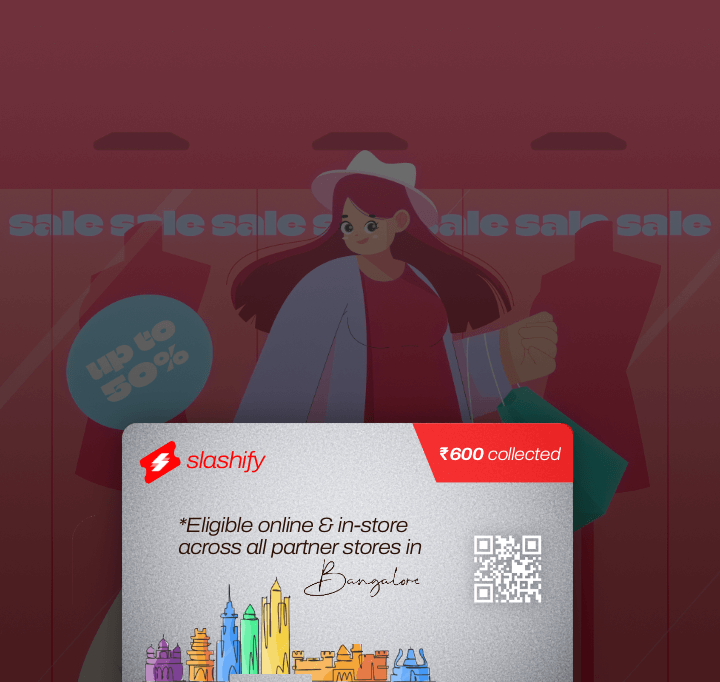 sale sale sale sale sale sale sale
up to
50%
slashify
₹600 collected
*Eligible online & in-store
across all partner stores in
Bangalore